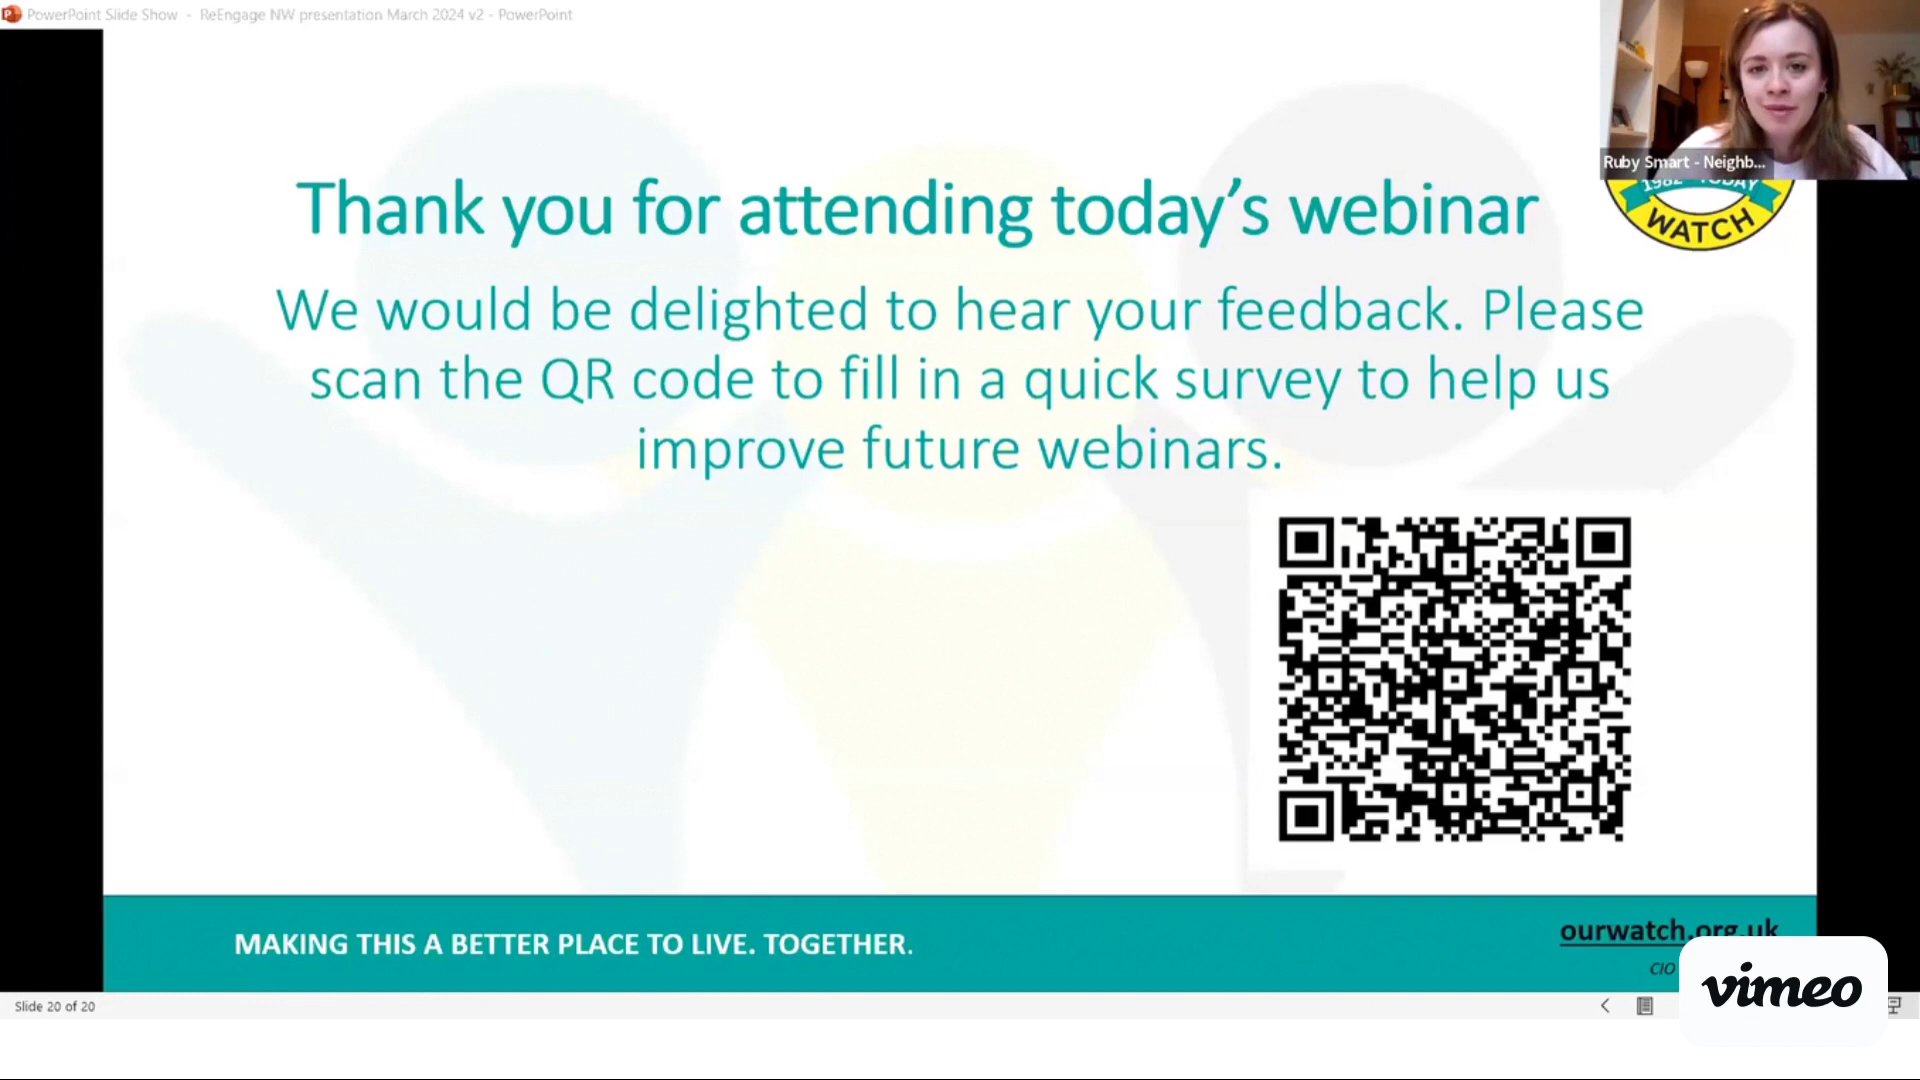 PowerPoint Slide Show - ReEngage NW presentation March 2024 v2 - PowerPoint
Ruby Smart - Neighb...
1982 - TODAY
WATCH
Thank you for attending today's webinar
We would be delighted to hear your feedback. Please
scan the QR code to fill in a quick survey to help us
improve future webinars.
MAKING THIS A BETTER PLACE TO LIVE. TOGETHER.
ourwatch.org.uk
CIO
vimeo
Slide 20 of 20